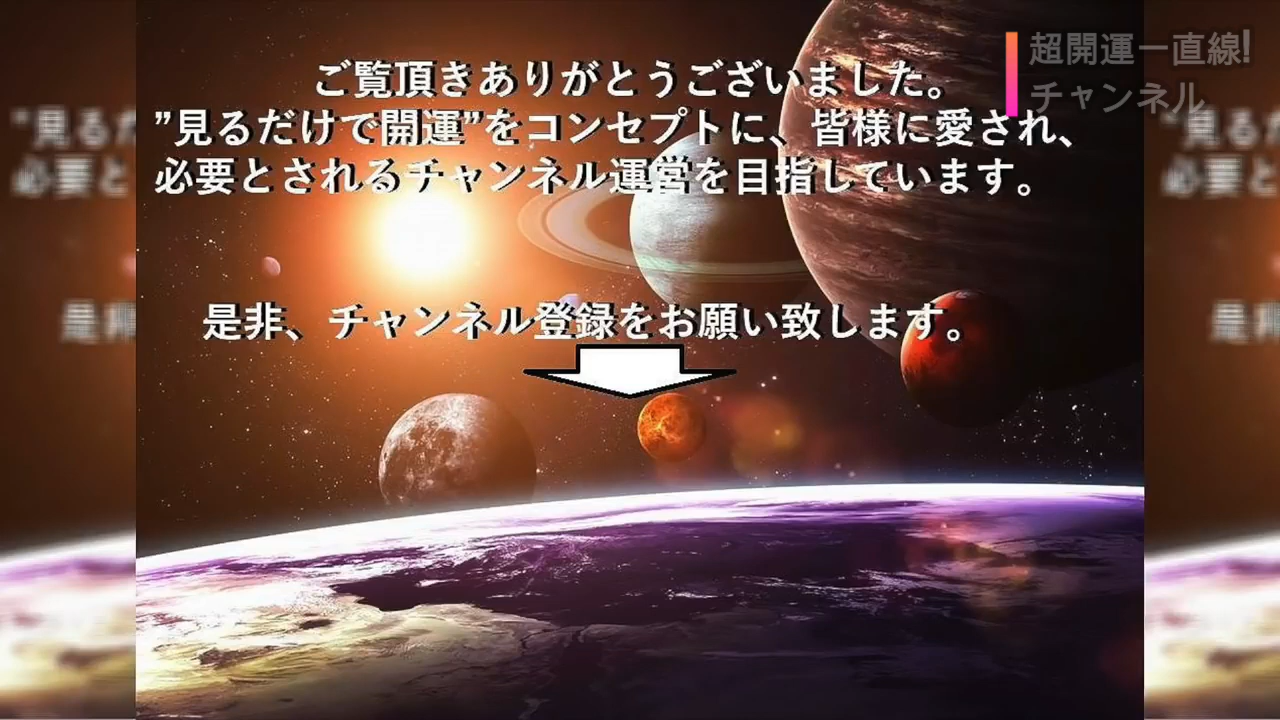 超開運一直線!
チャンネル
ご覧頂きありがとうございました。
”見るだけで開運”をコンセプトに、皆様に愛され、
必要とされるチャンネル運営を目指しています。
是非、チャンネル登録をお願い致します。